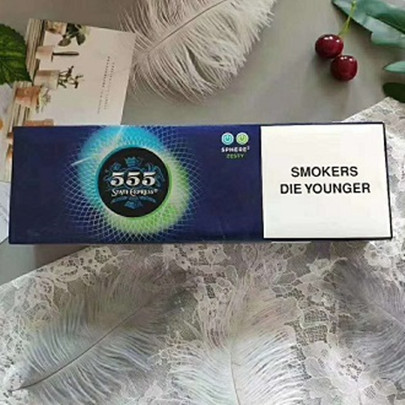 555
STATE EXPRESS
SPHERE²
ZESTY
SMOKERS
DIE YOUNGER